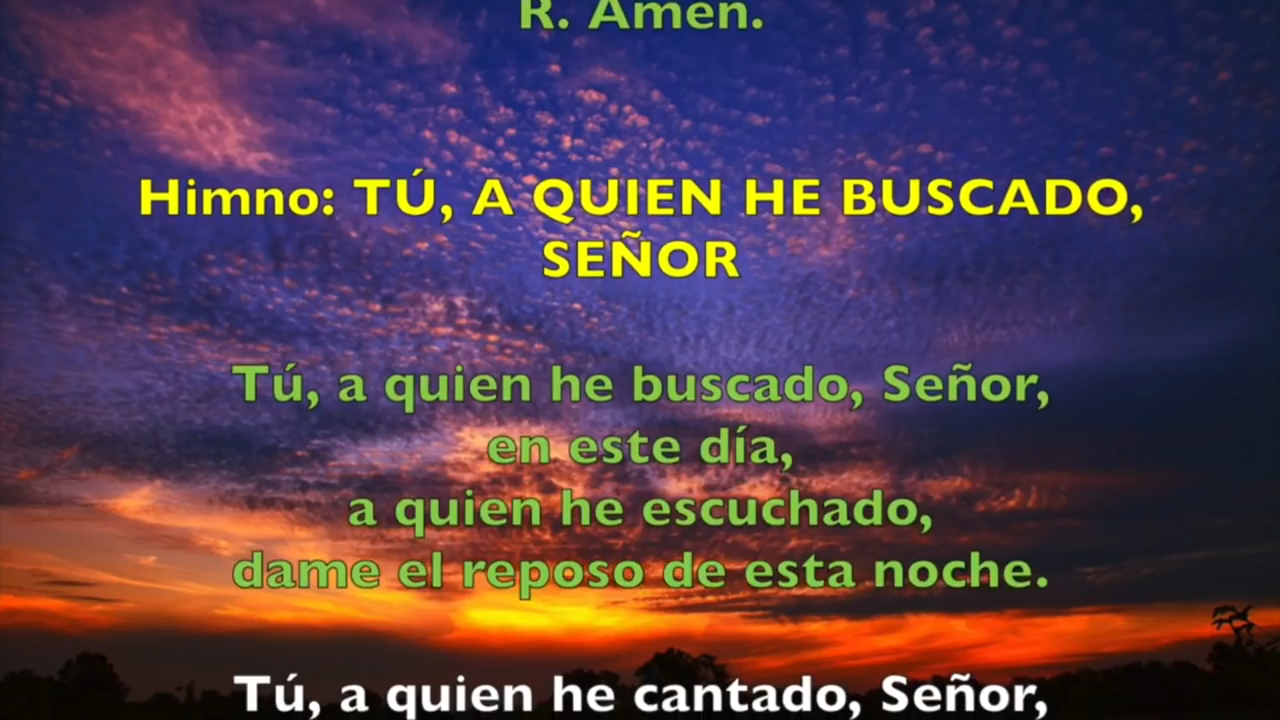 R. Amén.
Himno: TÚ, A QUIEN HE BUSCADO,
SEÑOR
Tú, a quien he buscado, Señor,
en este día,
a quien he escuchado,
dame el reposo de esta noche.
Tú, a quien he cantado, Señor,